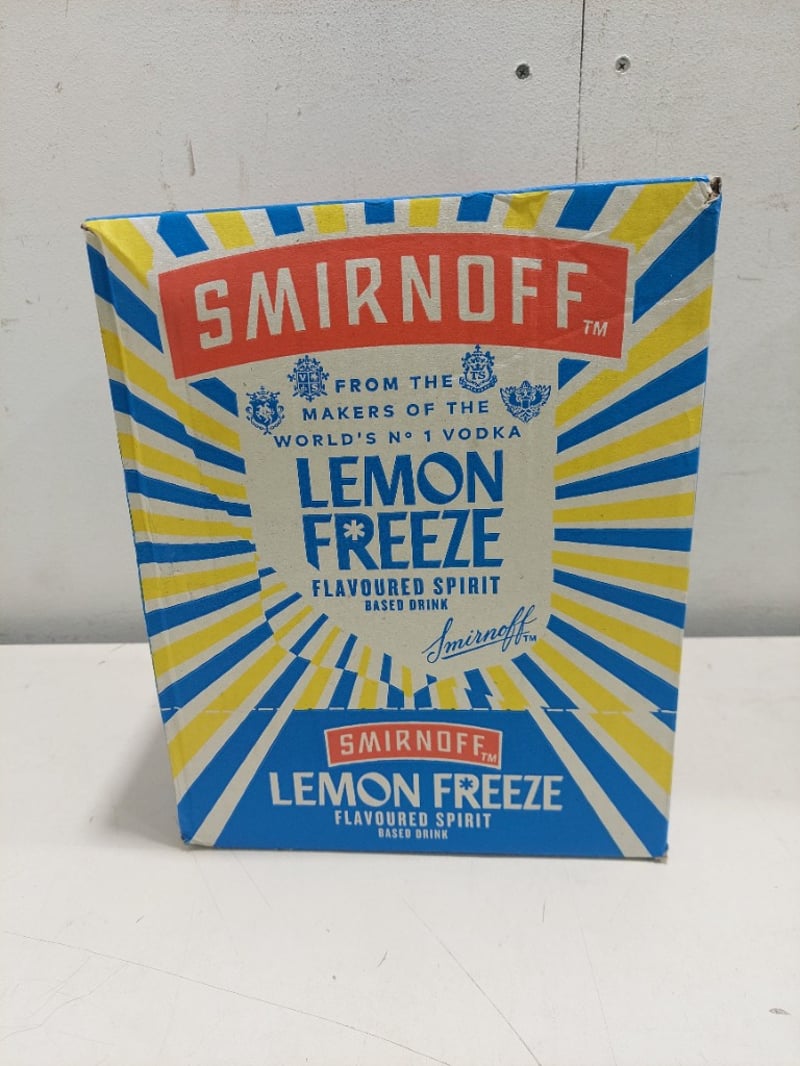 SMIRNOFF TM
FROM THE
MAKERS OF THE
WORLD'S Nº 1 VODKA
LEMON
FREEZE
FLAVOURED SPIRIT
BASED DRINK
Smirnoff TM
SMIRNOFF TM
LEMON FREEZE
FLAVOURED SPIRIT
BASED DRINK